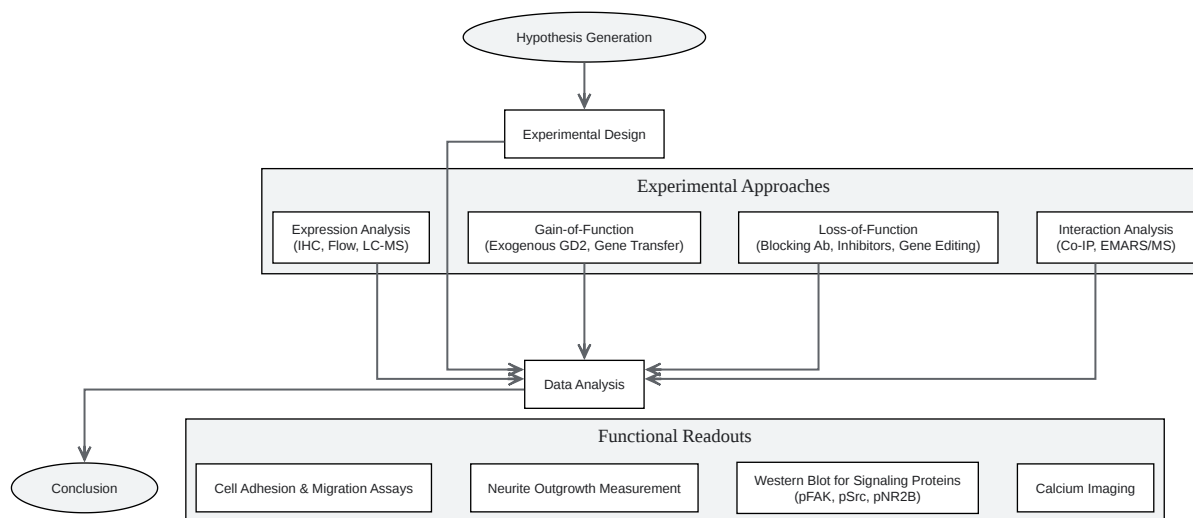 Hypothesis Generation
Experimental Design
Experimental Approaches
Expression Analysis
(IHC, Flow, LC-MS)
Gain-of-Function
(Exogenous GD2, Gene Transfer)
Loss-of-Function
(Blocking Ab, Inhibitors, Gene Editing)
Interaction Analysis
(Co-IP, EMARS/MS)
Data Analysis
Functional Readouts
Conclusion
Cell Adhesion & Migration Assays
Neurite Outgrowth Measurement
Western Blot for Signaling Proteins
(pFAK, pSrc, pNR2B)
Calcium Imaging